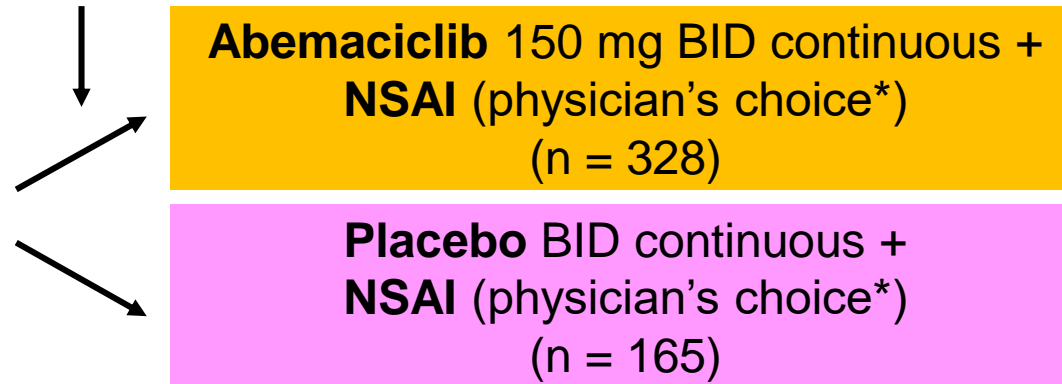 Abemaciclib 150 mg BID continuous +
NSAI (physician's choice*)
(n = 328)
Placebo BID continuous +
NSAI (physician's choice*)
(n = 165)